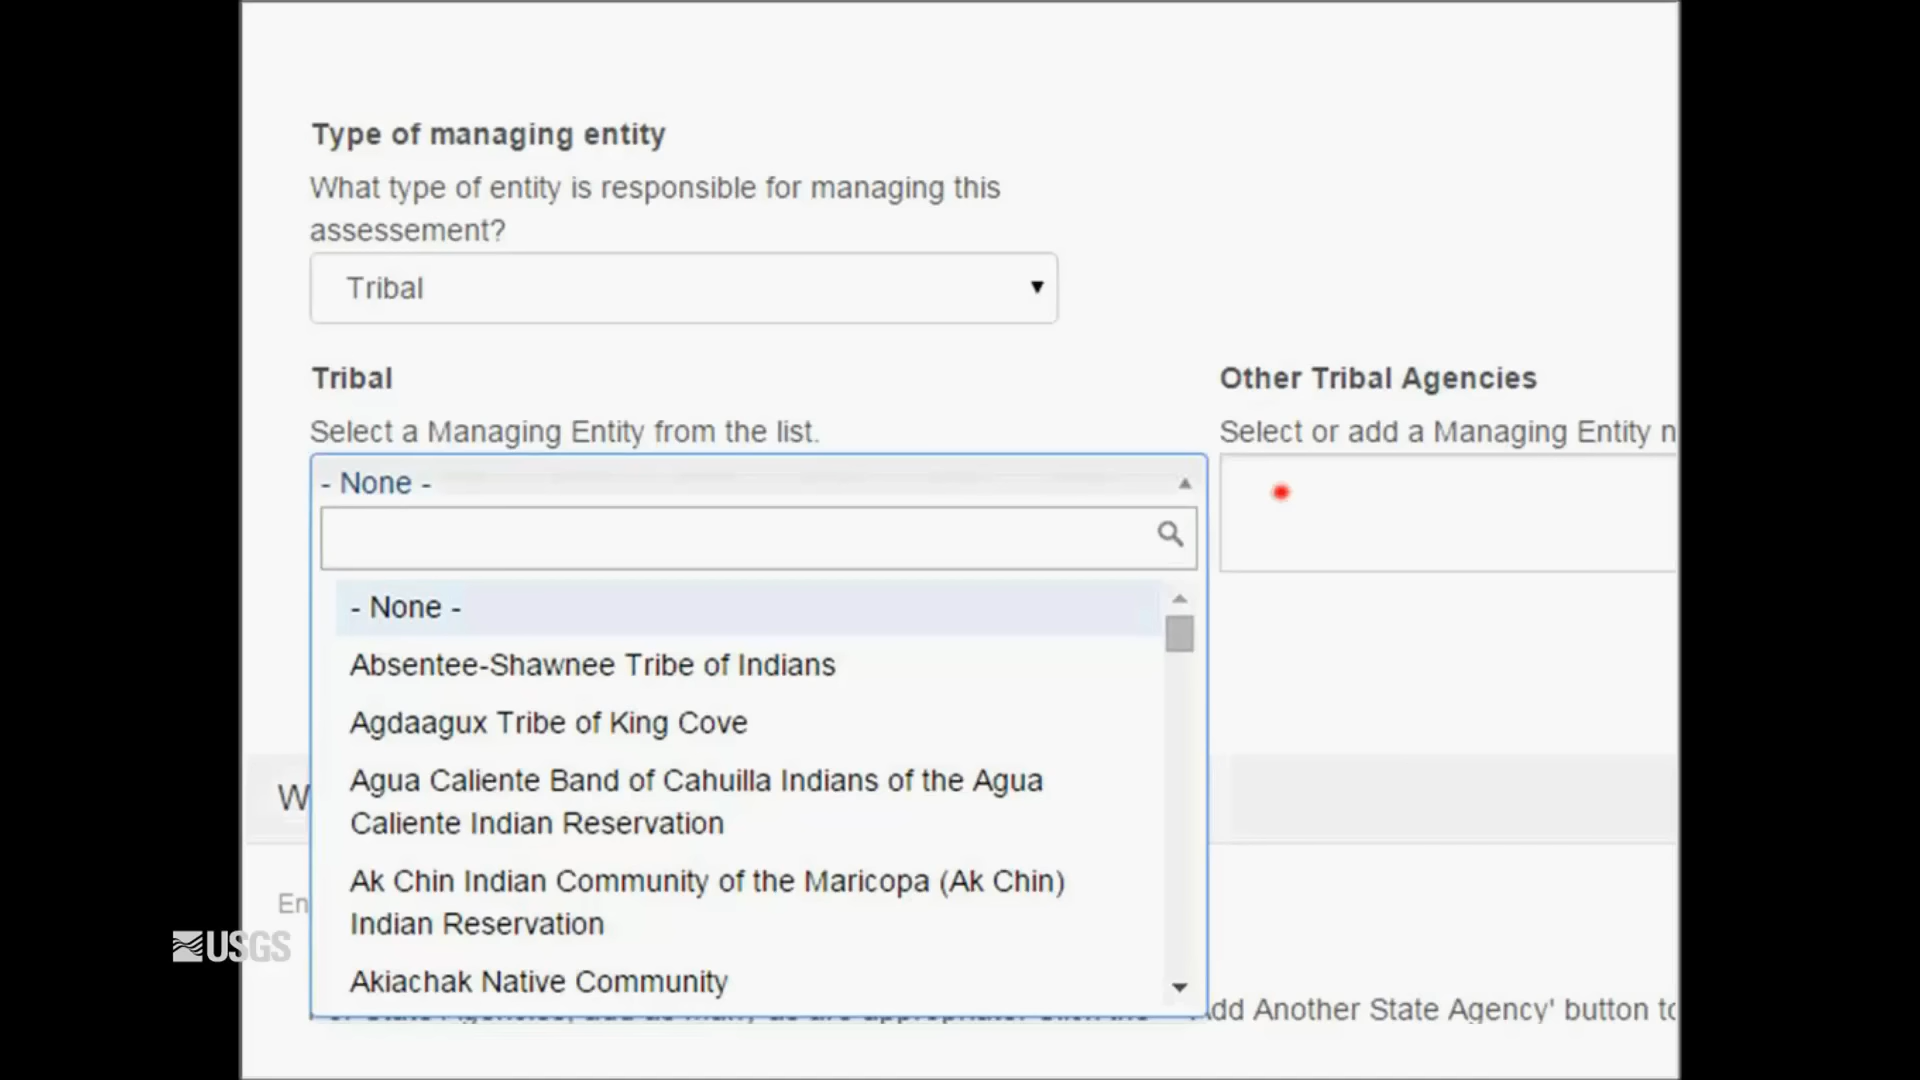 Type of managing entity
What type of entity is responsible for managing this
assessement?
Tribal
Tribal
Other Tribal Agencies
Select a Managing Entity from the list.
Select or add a Managing Entity n
- None -
- None -
Absentee-Shawnee Tribe of Indians
Agdaagux Tribe of King Cove
Agua Caliente Band of Cahuilla Indians of the Agua
Caliente Indian Reservation
W
Ak Chin Indian Community of the Maricopa (Ak Chin)
Indian Reservation
En
USGS
Akiachak Native Community
dd Another State Agency' button to